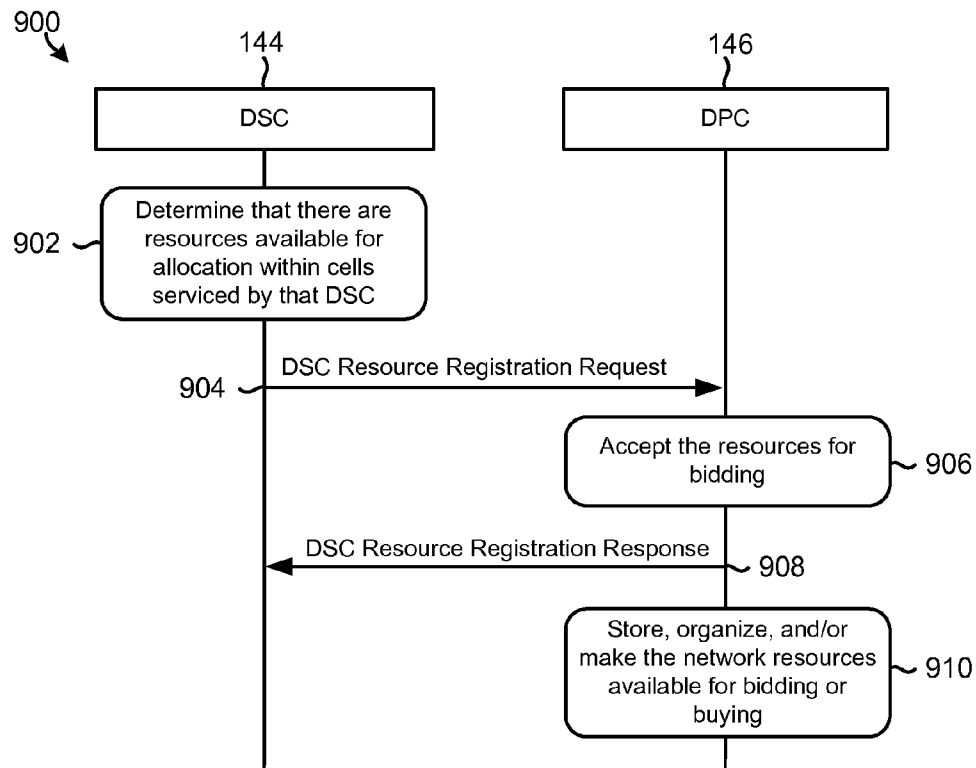 900
144
146
DSC
DPC
Determine that there are
resources available for
allocation within cells
serviced by that DSC
902
DSC Resource Registration Request
904
Accept the resources for
bidding
906
DSC Resource Registration Response
908
Store, organize, and/or
make the network resources
available for bidding or
buying
910